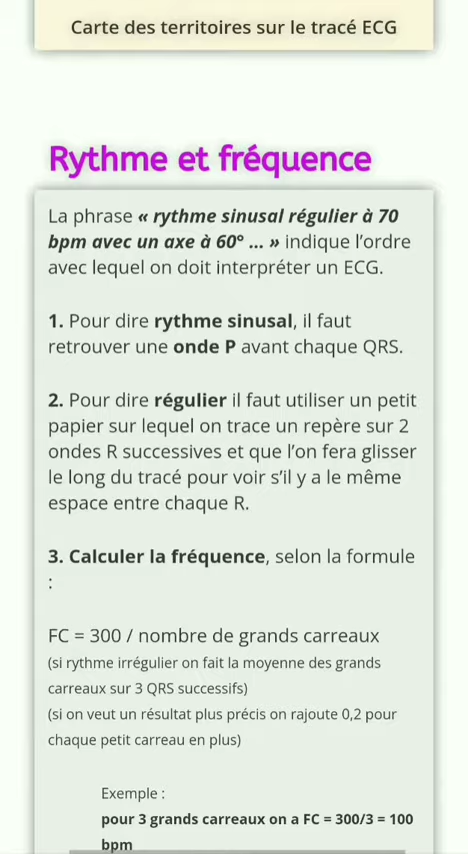 Carte des territoires sur le tracé ECG
Rythme et fréquence
La phrase « rythme sinusal régulier à 70
bpm avec un axe à 60° ... » indique l’ordre
avec lequel on doit interpréter un ECG.
1. Pour dire rythme sinusal, il faut
retrouver une onde P avant chaque QRS.
2. Pour dire régulier il faut utiliser un petit
papier sur lequel on trace un repère sur 2
ondes R successives et que l’on fera glisser
le long du tracé pour voir s’il y a le même
espace entre chaque R.
3. Calculer la fréquence, selon la formule
:
FC = 300 / nombre de grands carreaux
(si rythme irrégulier on fait la moyenne des grands
carreaux sur 3 QRS successifs)
(si on veut un résultat plus précis on rajoute 0,2 pour
chaque petit carreau en plus)
Exemple :
pour 3 grands carreaux on a FC = 300/3 = 100
bpm